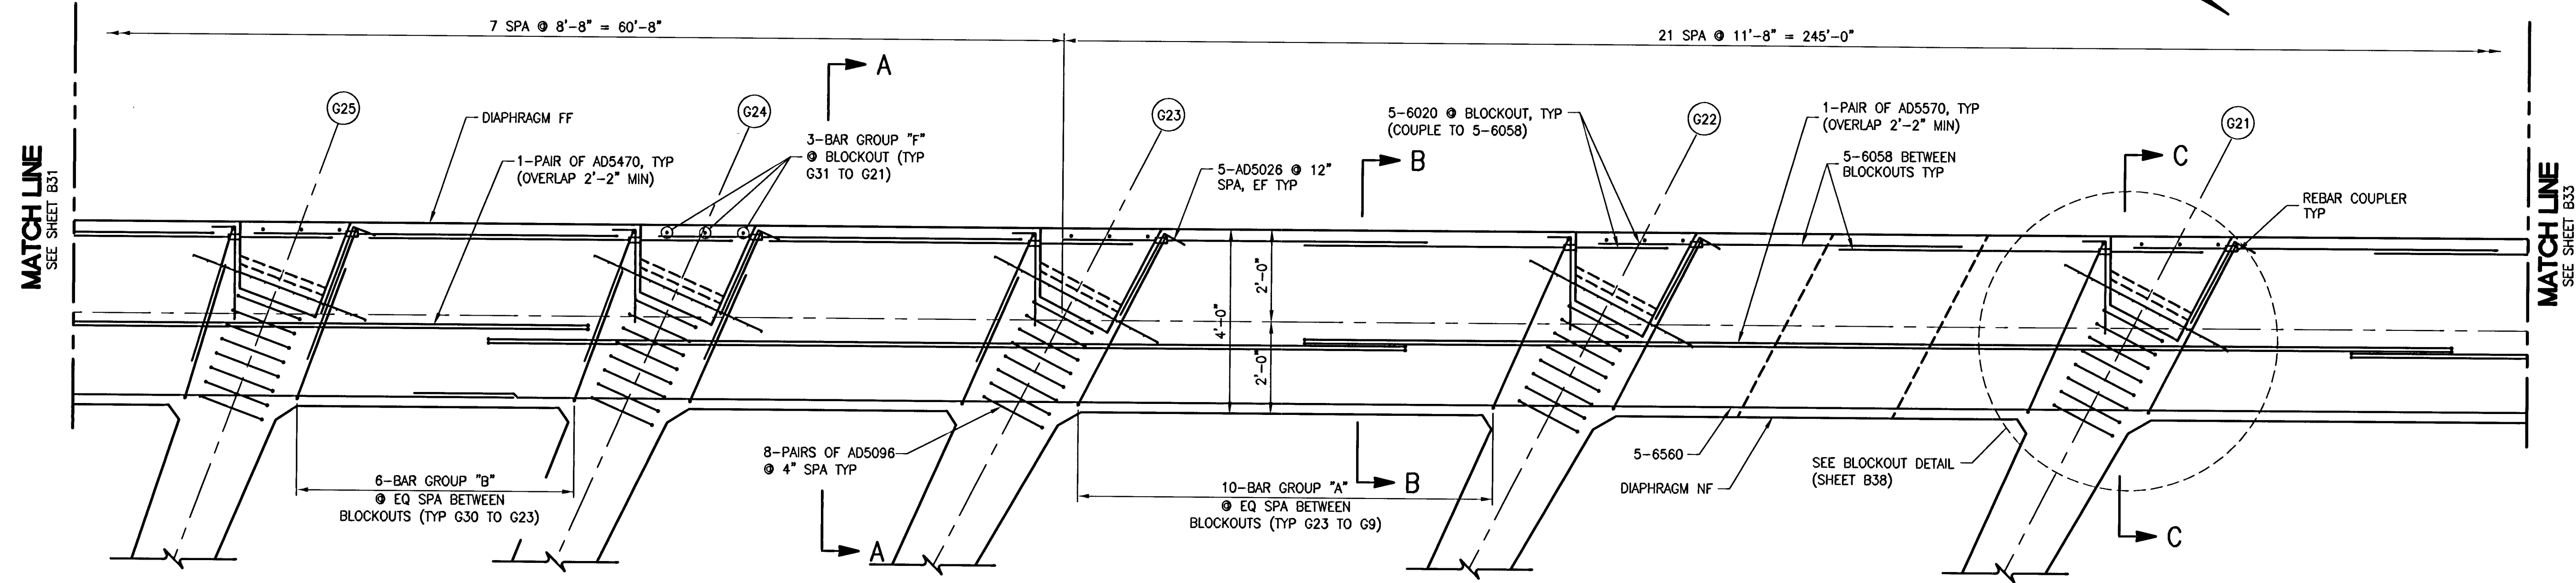 7 SPA @ 8'-8" = 60'-8"
21 SPA @ 11'-8" = 245'-0"
A
G25
DIAPHRAGM FF
G24
3-BAR GROUP "F"
@ BLOCKOUT (TYP
G31 TO G21)
G23
5-6020 @ BLOCKOUT, TYP
(COUPLE TO 5-6058)
G22
1-PAIR OF AD5570, TYP
(OVERLAP 2'-2" MIN)
G21
MATCH LINE
SEE SHEET B31
1-PAIR OF AD5470, TYP
(OVERLAP 2'-2" MIN)
5-AD5026 @ 12"
SPA, EF TYP
B
5-6058 BETWEEN
BLOCKOUTS TYP
C
REBAR COUPLER
TYP
MATCH LINE
SEE SHEET B33
4'-0"
2'-0"
2'-0"
8-PAIRS OF AD5096
@ 4" SPA TYP
5-6560
SEE BLOCKOUT DETAIL
(SHEET B38)
6-BAR GROUP "B"
@ EQ SPA BETWEEN
BLOCKOUTS (TYP G30 TO G23)
B
10-BAR GROUP "A"
@ EQ SPA BETWEEN
BLOCKOUTS (TYP G23 TO G9)
DIAPHRAGM NF
A
C